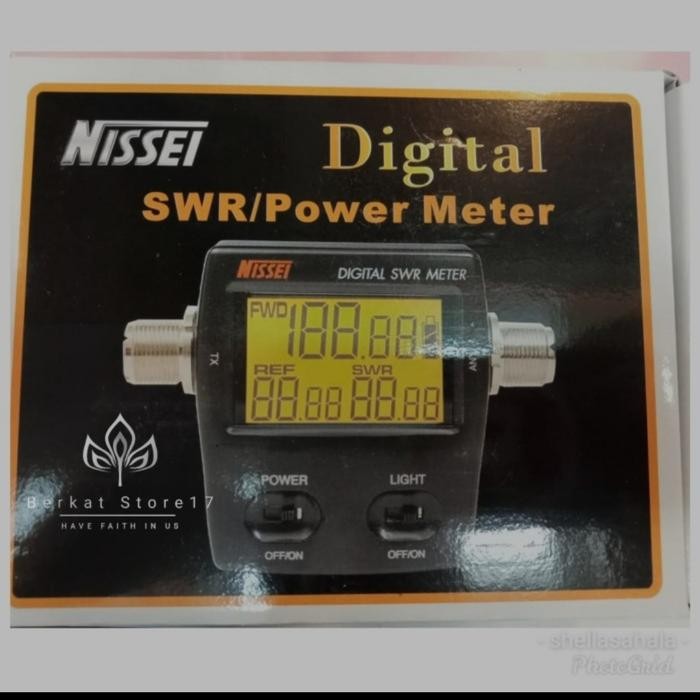 NISSEI
Digital
SWR/Power Meter
NISSEI
DIGITAL SWR METER
FWD 188.88
TX
ANT
REF SWR
88.88 88.88
POWER LIGHT
OFF/ON OFF/ON
Berkat Store17
HAVE FAITH IN US
- shellasahala -
PhotoGrid